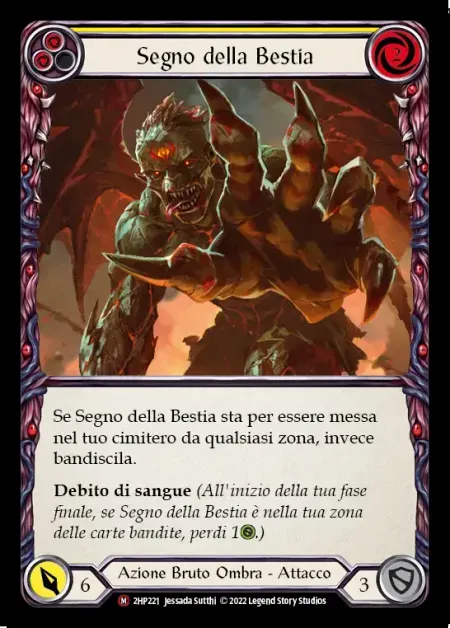 Segno della Bestia
2
Se Segno della Bestia sta per essere messa
nel tuo cimitero da qualsiasi zona, invece
bandiscila.
Debito di sangue (All'inizio della tua fase
finale, se Segno della Bestia è nella tua zona
delle carte bandite, perdi 1.)
6 Azione Bruto Ombra - Attacco 3
M 2HP221 Jessada Sutthi © 2022 Legend Story Studios